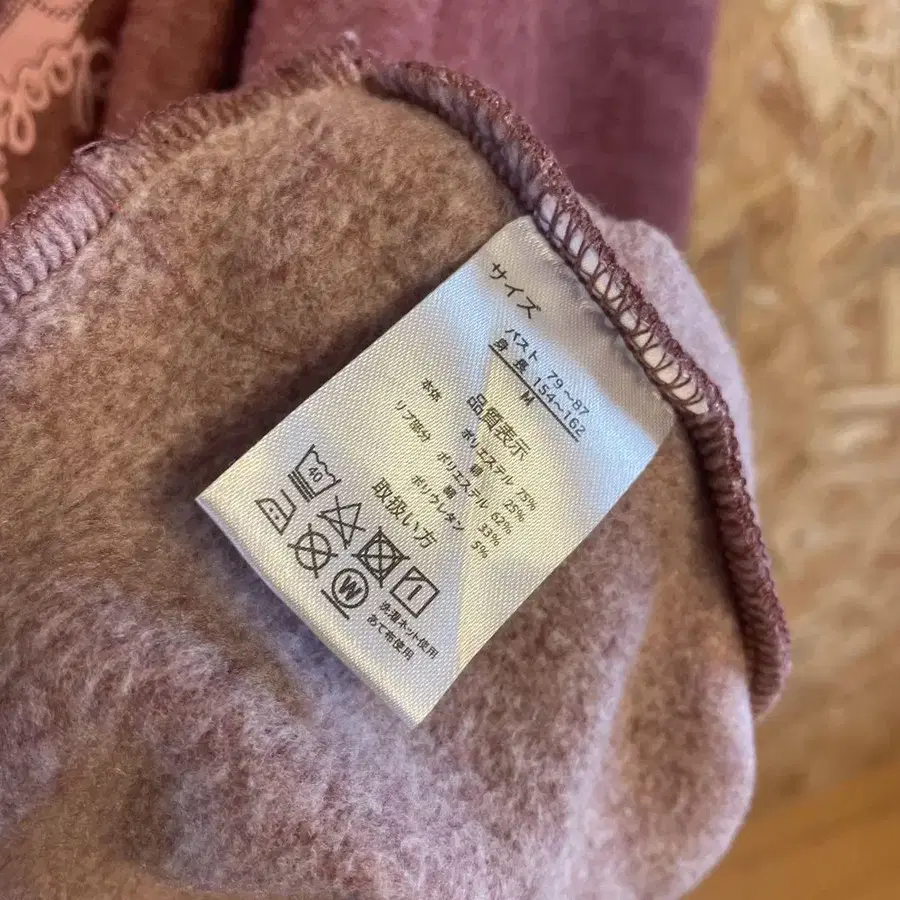 サイズ
バスト 79～87
身 長 154～162
M
品質表示
本体 ポリエステル 75%
綿 25%
リブ部分 ポリエステル 62%
綿 33%
ポリウレタン 5%
取扱い方
40
W
洗濯ネット使用
あて布使用